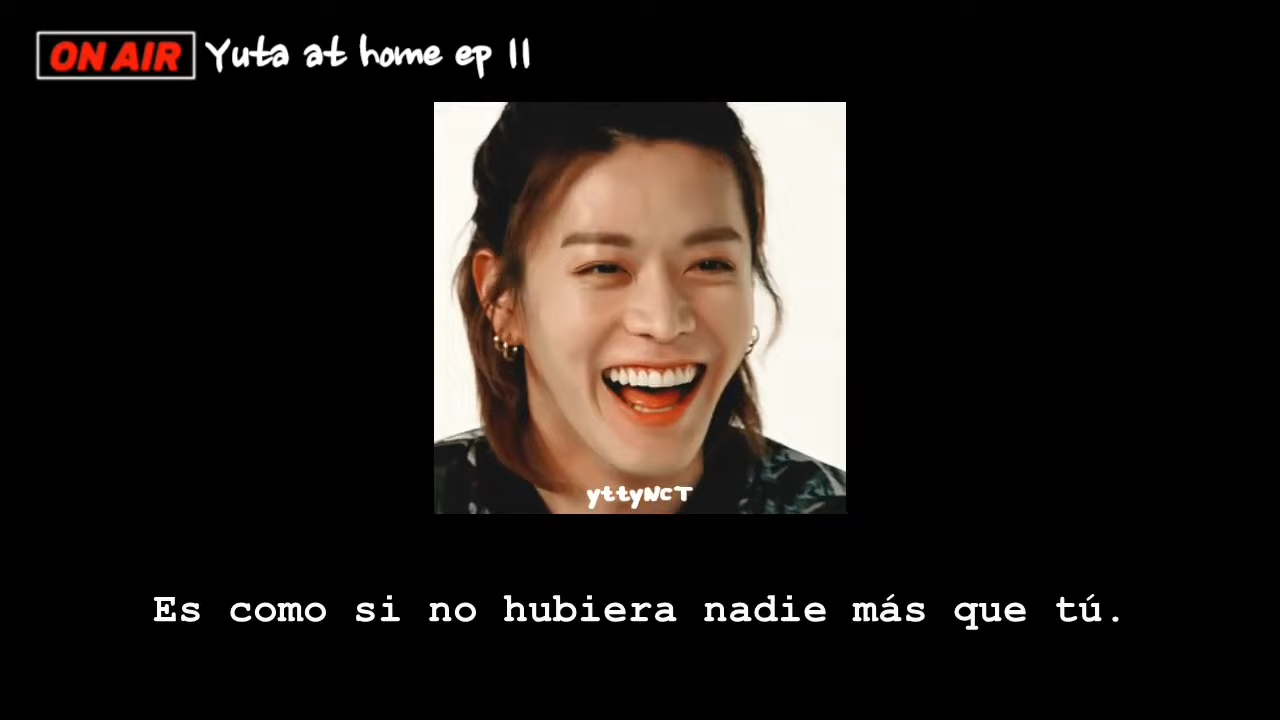 ON AIR Yuta at home ep 11
yttyNCT
Es como si no hubiera nadie más que tú.